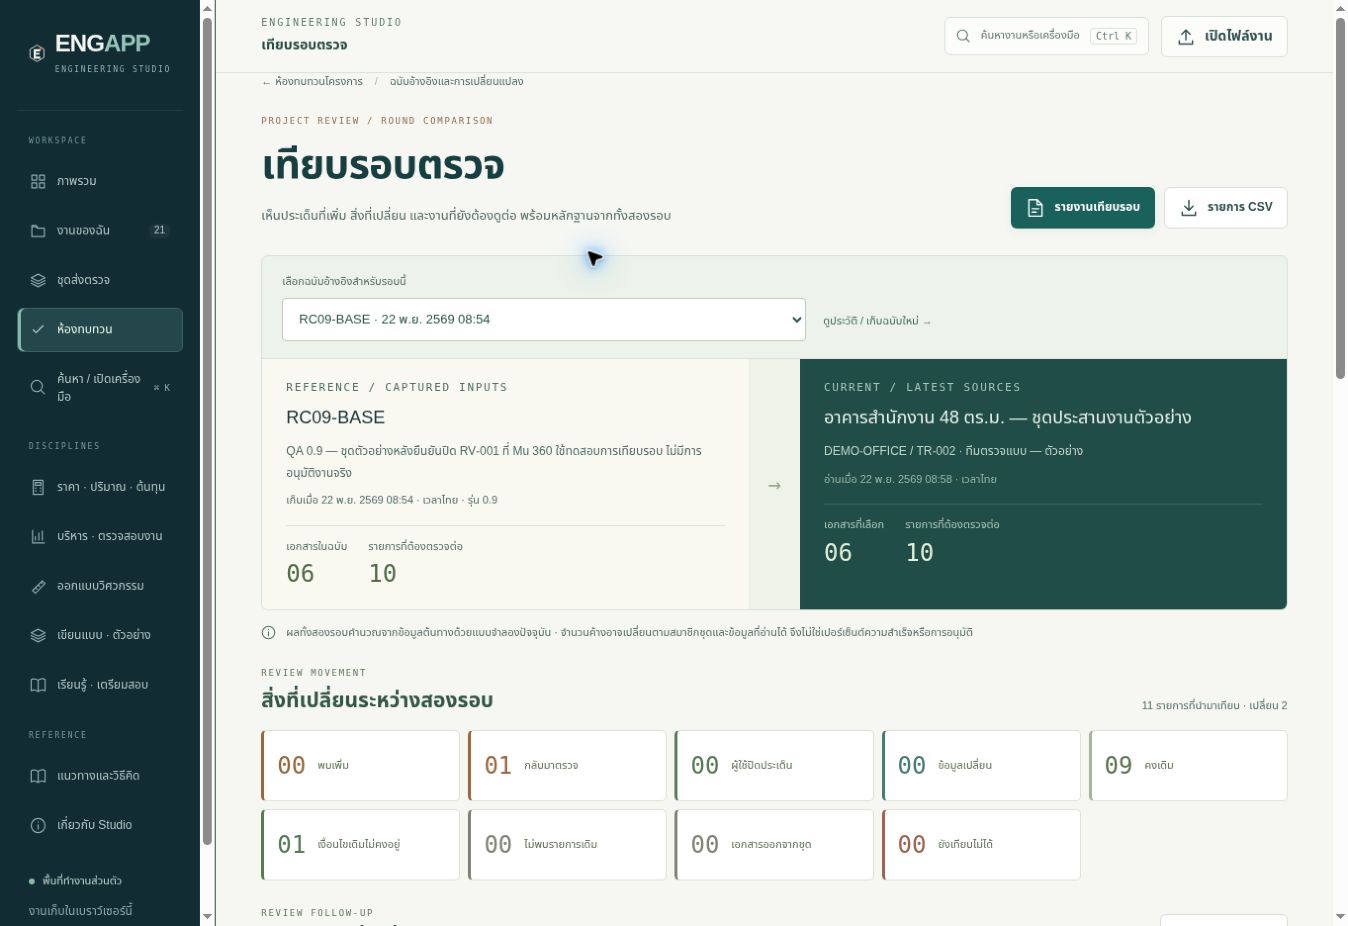 ENGAPP
ENGINEERING STUDIO
WORKSPACE
ภาพรวม
งานของฉัน 21
ชุดส่งตรวจ
ห้องทบทวน
ค้นหา / เปิดเครื่อง
มือ
⌘ K
DISCIPLINES
ราคา · ปริมาณ · ต้นทุน
บริหาร · ตรวจสอบงาน
ออกแบบวิศวกรรม
เขียนแบบ · ตัวอย่าง
เรียนรู้ · เตรียมสอบ
REFERENCE
แนวทางและวิธีคิด
เกี่ยวกับ Studio
พื้นที่ทำงานส่วนตัว
งานเก็บในเบราว์เซอร์นี้
ENGINEERING STUDIO
เทียบรอบตรวจ
ค้นหางานหรือเครื่องมือ Ctrl K
เปิดไฟล์งาน
← ห้องทบทวนโครงการ / ฉบับอ้างอิงและการเปลี่ยนแปลง
PROJECT REVIEW / ROUND COMPARISON
เทียบรอบตรวจ
เห็นประเด็นที่เพิ่ม สิ่งที่เปลี่ยน และงานที่ยังต้องดูต่อ พร้อมหลักฐานจากทั้งสองรอบ
รายงานเทียบรอบ
รายการ CSV
เลือกฉบับอ้างอิงสำหรับรอบนี้
RC09-BASE · 22 พ.ย. 2569 08:54
ดูประวัติ / เก็บฉบับใหม่ →
REFERENCE / CAPTURED INPUTS
RC09-BASE
QA 0.9 — ชุดตัวอย่างหลังยืนยันปิด RV-001 ที่ Mu 360 ใช้ทดสอบการเทียบรอบ ไม่มีการ
อนุมัติงานจริง
เก็บเมื่อ 22 พ.ย. 2569 08:54 · เวลาไทย · รุ่น 0.9
เอกสารในฉบับ รายการที่ต้องตรวจต่อ
06 10
→
CURRENT / LATEST SOURCES
อาคารสำนักงาน 48 ตร.ม. — ชุดประสานงานตัวอย่าง
DEMO-OFFICE / TR-002 · ทีมตรวจแบบ — ตัวอย่าง
อ่านเมื่อ 22 พ.ย. 2569 08:58 · เวลาไทย
เอกสารที่เลือก รายการที่ต้องตรวจต่อ
06 10
ผลทั้งสองรอบคำนวณจากข้อมูลต้นทางด้วยแบบจำลองปัจจุบัน · จำนวนค้างอาจเปลี่ยนตามสมาชิกชุดและข้อมูลที่อ่านได้ จึงไม่ใช่เปอร์เซ็นต์ความสำเร็จหรือการอนุมัติ
REVIEW MOVEMENT
สิ่งที่เปลี่ยนระหว่างสองรอบ
11 รายการที่นำมาเทียบ · เปลี่ยน 2
00 พบเพิ่ม
01 กลับมาตรวจ
00 ผู้ใช้ปิดประเด็น
00 ข้อมูลเปลี่ยน
09 คงเดิม
01 เงื่อนไขเดิมไม่คงอยู่
00 ไม่พบรายการเดิม
00 เอกสารออกจากชุด
00 ยังเทียบไม่ได้
REVIEW FOLLOW-UP